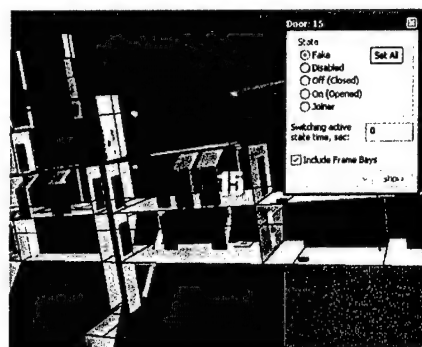 Door: 15
State
Fake
Set All
Disabled
Off (Closed)
On (Opened)
Joiner
Switching active
state time, sec:
0
Include Frame Bays
show
15